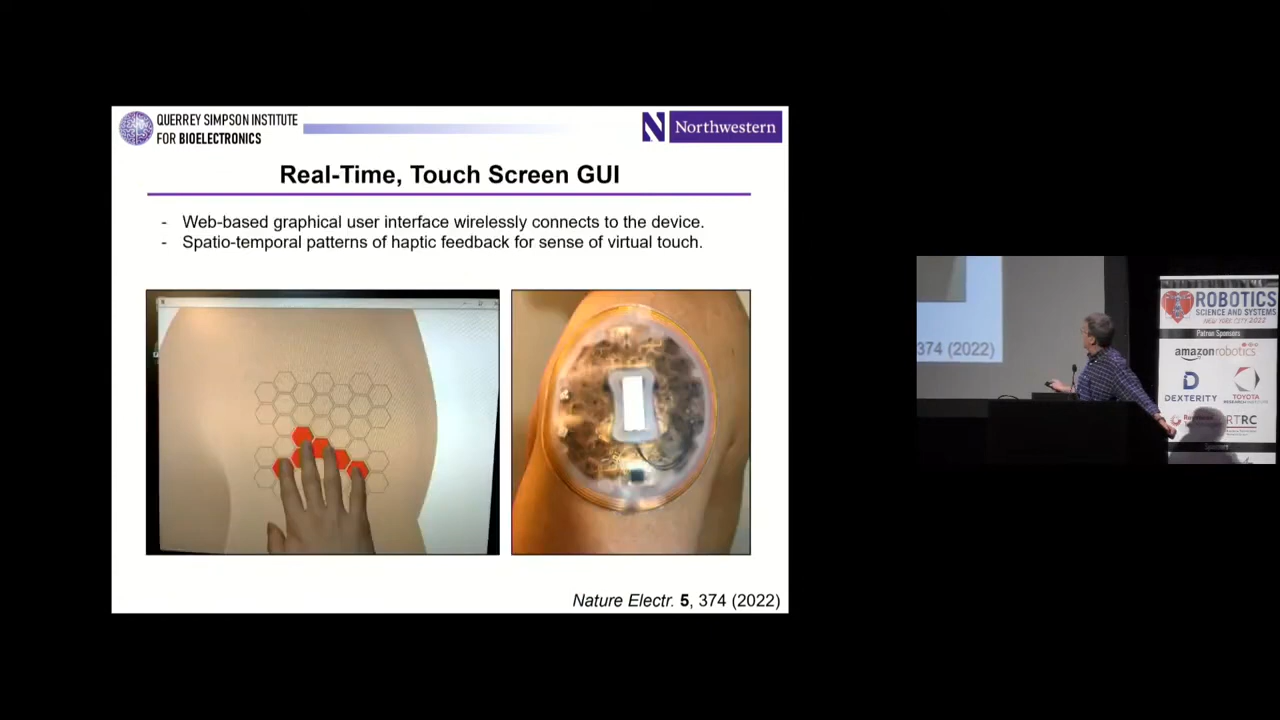 QUERREY SIMPSON INSTITUTE
FOR BIOELECTRONICS
N Northwestern
Real-Time, Touch Screen GUI
- Web-based graphical user interface wirelessly connects to the device.
- Spatio-temporal patterns of haptic feedback for sense of virtual touch.
Nature Electr. 5, 374 (2022)
374 (2022)
ROBOTICS
SCIENCE AND SYSTEMS
NEW YORK CITY 2022
Patron Sponsors
amazon robotics
DEXTERITY
TOYOTA
RESEARCH INSTITUTE
RTRC
Sponsors